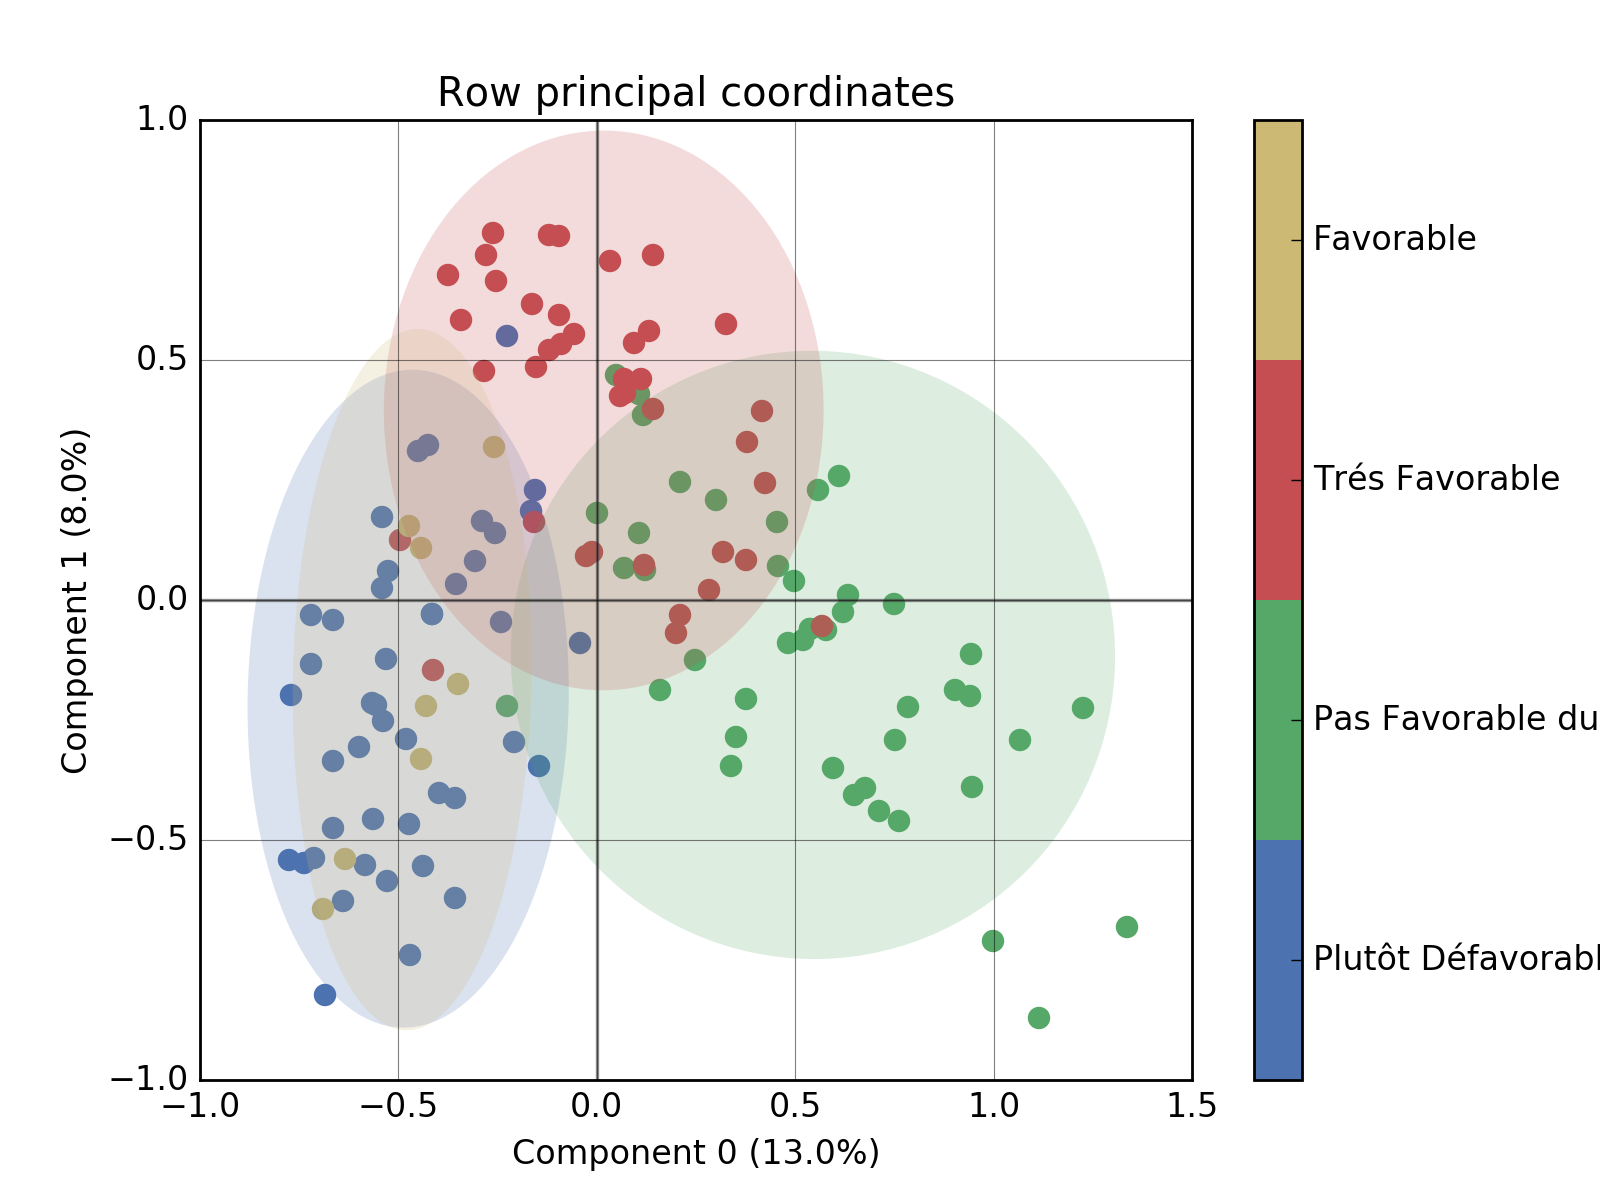 Row principal coordinates
1.0
0.5
0.0
−0.5
−1.0
Component 1 (8.0%)
−1.0 −0.5 0.0 0.5 1.0 1.5
Component 0 (13.0%)
Favorable
Trés Favorable
Pas Favorable du
Plutôt Défavorabl